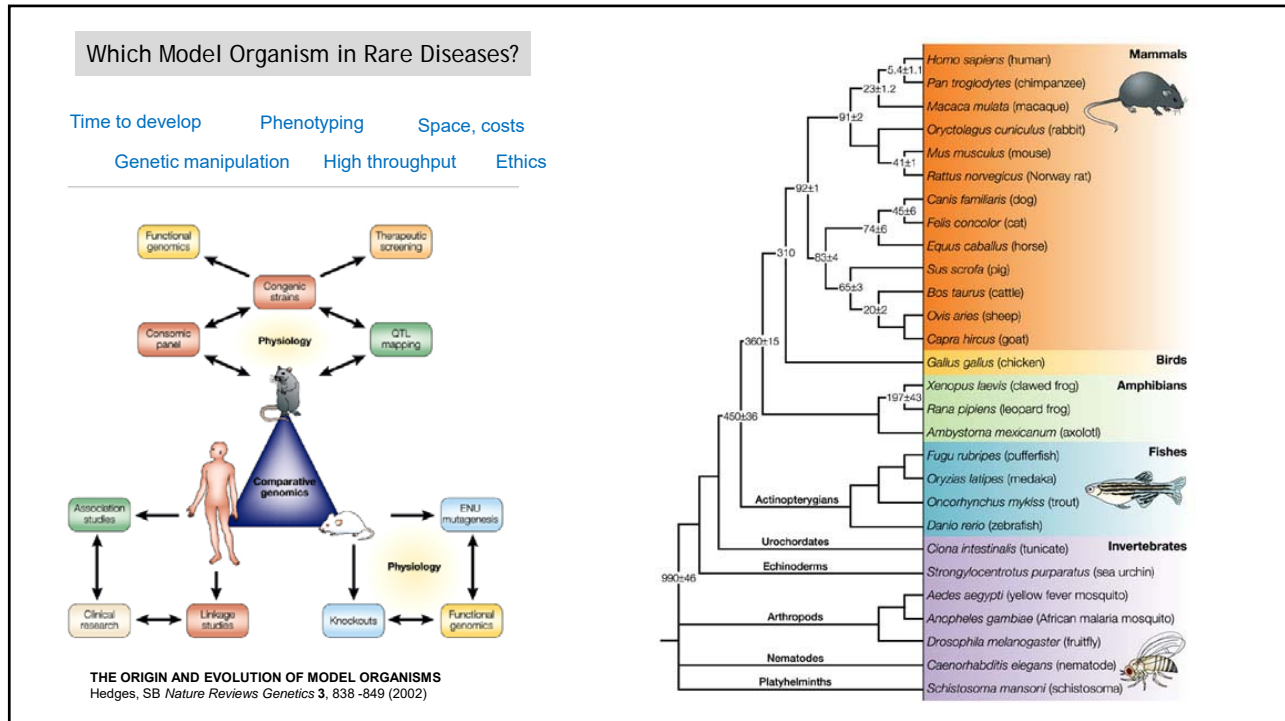 Which Model Organism in Rare Diseases?
Time to develop Phenotyping Space, costs
Genetic manipulation High throughput Ethics
Functional
genomics
Therapeutic
screening
Congenic
strains
Consomic
panel
Physiology
QTL
mapping
Comparative
genomics
Association
studies
ENU
mutagenesis
Physiology
Clinical
research
Linkage
studies
Knockouts
Functional
genomics
THE ORIGIN AND EVOLUTION OF MODEL ORGANISMS
Hedges, SB Nature Reviews Genetics 3, 838 -849 (2002)
Mammals
Homo sapiens (human)
5.4±1.1
Pan troglodytes (chimpanzee)
23±1.2
Macaca mulata (macaque)
91±2
Oryctolagus cuniculus (rabbit)
Mus musculus (mouse)
41±1
Rattus norvegicus (Norway rat)
92±1
Canis familiaris (dog)
45±6
Felis concolor (cat)
74±6
Equus caballus (horse)
310
83±4
Sus scrofa (pig)
65±3
Bos taurus (cattle)
20±2
Ovis aries (sheep)
Capra hircus (goat)
360±15
Gallus gallus (chicken) Birds
Xenopus laevis (clawed frog) Amphibians
197±43
Rana pipiens (leopard frog)
450±36
Ambystoma mexicanum (axolotl)
Fugu rubripes (pufferfish) Fishes
Oryzias latipes (medaka)
Actinopterygians
Oncorhynchus mykiss (trout)
Danio rerio (zebrafish)
Urochordates
Ciona intestinalis (tunicate) Invertebrates
Echinoderms
Strongylocentrotus purparatus (sea urchin)
990±46
Aedes aegypti (yellow fever mosquito)
Arthropods
Anopheles gambiae (African malaria mosquito)
Drosophila melanogaster (fruitfly)
Nematodes
Caenorhabditis elegans (nematode)
Platyhelminths
Schistosoma mansoni (schistosoma)